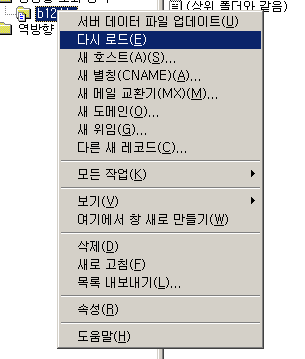 (상위 폴더와 같음)
b12
역방향
서버 데이터 파일 업데이트(U)
다시 로드(E)
새 호스트(A)(S)...
새 별칭(CNAME)(A)...
새 메일 교환기(MX)(M)...
새 도메인(O)...
새 위임(G)...
다른 새 레코드(C)...
모든 작업(K)
보기(V)
여기에서 창 새로 만들기(W)
삭제(D)
새로 고침(F)
목록 내보내기(L)...
속성(R)
도움말(H)